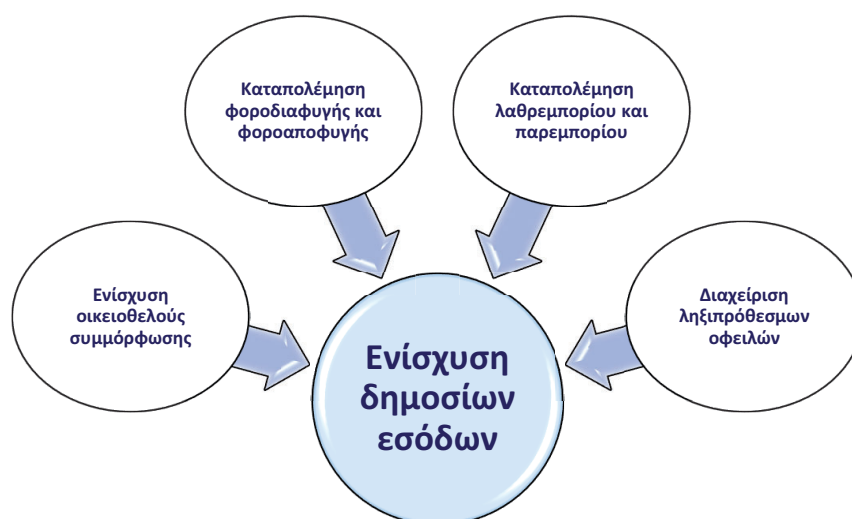 Καταπολέμηση
φοροδιαφυγής και
φοροαποφυγής
Καταπολέμηση
λαθρεμπορίου και
παρεμπορίου
Ενίσχυση
οικειοθελούς
συμμόρφωσης
Διαχείριση
ληξιπρόθεσμων
οφειλών
Ενίσχυση
δημοσίων
εσόδων